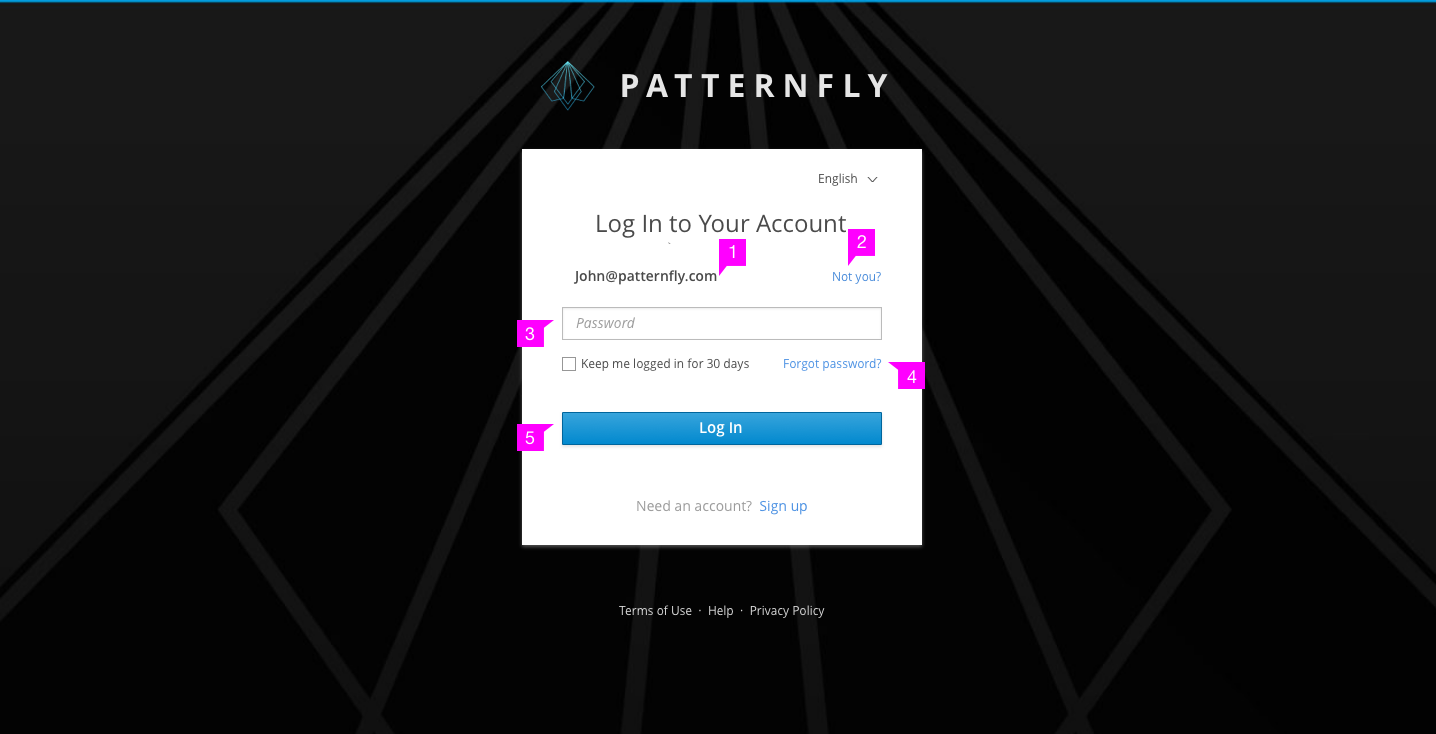 PATTERNFLY
English
Log In to Your Account
1
2
John@patternfly.com Not you?
3
Password
Keep me logged in for 30 days Forgot password?
4
5
Log In
Need an account? Sign up
Terms of Use · Help · Privacy Policy